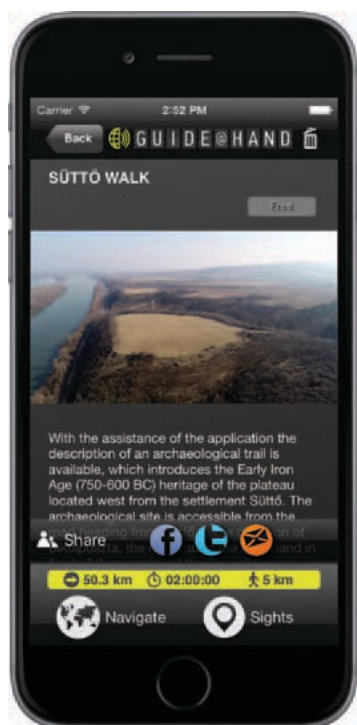 Carrier 2:52 PM
Back GUIDE@HAND
SÜTTŐ WALK
Free
With the assistance of the application the
description of an archaeological trail is
available, which introduces the Early Iron
Age (750-600 BC) heritage of the plateau
located west from the settlement Süttő. The
archaeological site is accessible from the
Share
50.3 km 02:00:00 5 km
Navigate Sights